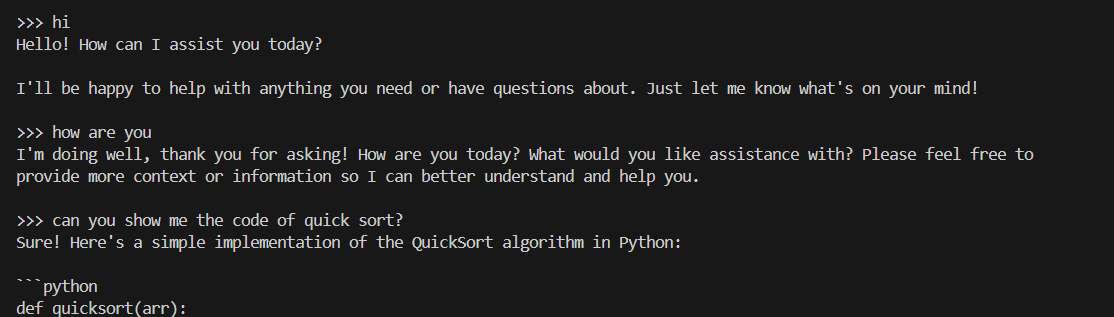 >>> hi
Hello! How can I assist you today?
I'll be happy to help with anything you need or have questions about. Just let me know what's on your mind!
>>> how are you
I'm doing well, thank you for asking! How are you today? What would you like assistance with? Please feel free to
provide more context or information so I can better understand and help you.
>>> can you show me the code of quick sort?
Sure! Here's a simple implementation of the QuickSort algorithm in Python:
```python
def quicksort(arr):